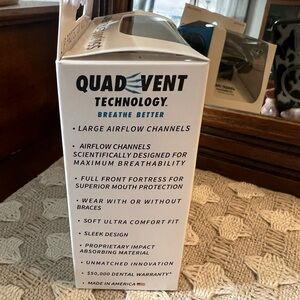 QUAD VENT
TECHNOLOGY.
BREATHE BETTER
• LARGE AIRFLOW CHANNELS
• AIRFLOW CHANNELS
SCIENTIFICALLY DESIGNED FOR
MAXIMUM BREATHABILITY
• FULL FRONT FORTRESS FOR
SUPERIOR MOUTH PROTECTION
• WEAR WITH OR WITHOUT
BRACES
• SOFT ULTRA COMFORT FIT
• SLEEK DESIGN
• PROPRIETARY IMPACT
ABSORBING MATERIAL
• UNMATCHED INNOVATION
• $50,000 DENTAL WARRANTY*
• MADE IN AMERICA